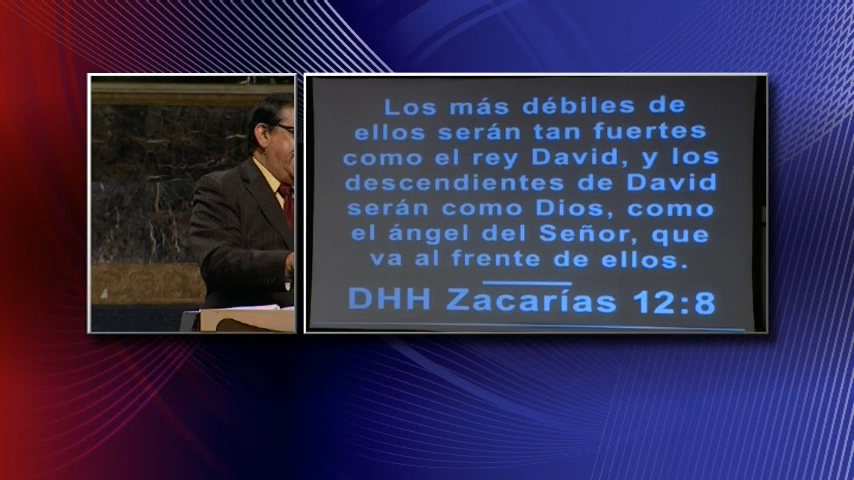 Los más débiles de
ellos serán tan fuertes
como el rey David, y los
descendientes de David
serán como Dios, como
el ángel del Señor, que
va al frente de ellos.
DHH Zacarías 12:8